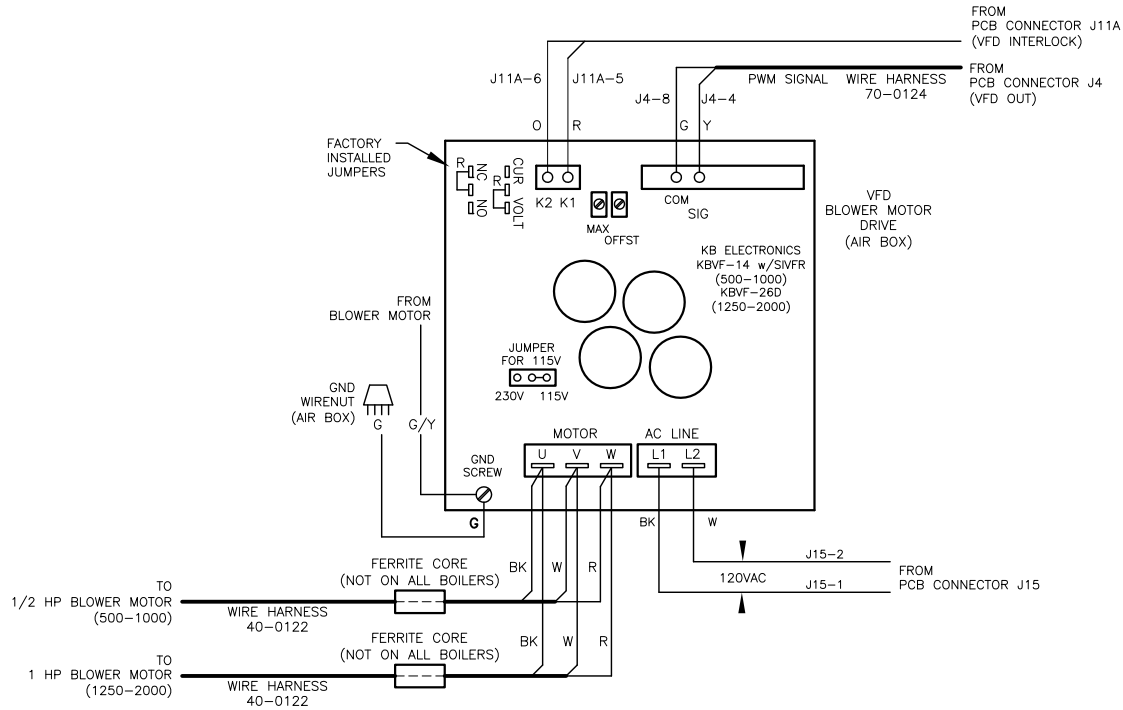 FROM
PCB CONNECTOR J11A
(VFD INTERLOCK)
J11A-6
J11A-5
PWM SIGNAL
WIRE HARNESS
70-0124
FROM
PCB CONNECTOR J4
(VFD OUT)
J4-8
J4-4
O
R
G
Y
FACTORY
INSTALLED
JUMPERS
R
NC
NO
R
CUR
VOLT
K2
K1
COM
SIG
MAX
OFFST
VFD
BLOWER MOTOR
DRIVE
(AIR BOX)
KB ELECTRONICS
KBVF-14 w/SIVFR
(500-1000)
KBVF-26D
(1250-2000)
FROM
BLOWER MOTOR
JUMPER
FOR 115V
230V
115V
GND
WIRENUT
(AIR BOX)
G
G/Y
MOTOR
AC LINE
U
V
W
L1
L2
GND
SCREW
G
BK
W
J15-2
120VAC
J15-1
FROM
PCB CONNECTOR J15
FERRITE CORE
(NOT ON ALL BOILERS)
BK
W
R
TO
1/2 HP BLOWER MOTOR
(500-1000)
WIRE HARNESS
40-0122
FERRITE CORE
(NOT ON ALL BOILERS)
BK
W
R
TO
1 HP BLOWER MOTOR
(1250-2000)
WIRE HARNESS
40-0122